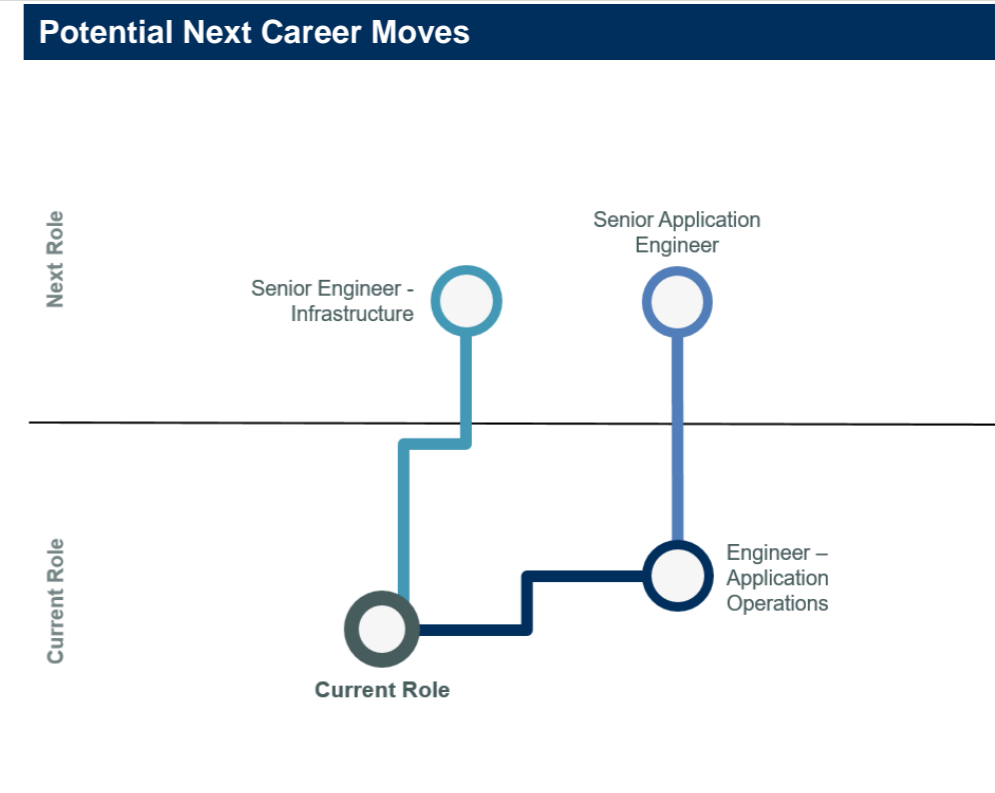 Potential Next Career Moves
Next Role
Senior Application
Engineer
Senior Engineer -
Infrastructure
Current Role
Engineer –
Application
Operations
Current Role